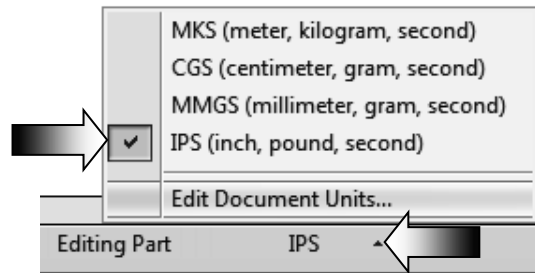 MKS (meter, kilogram, second)
CGS (centimeter, gram, second)
MMGS (millimeter, gram, second)
IPS (inch, pound, second)
Edit Document Units...
Editing Part IPS